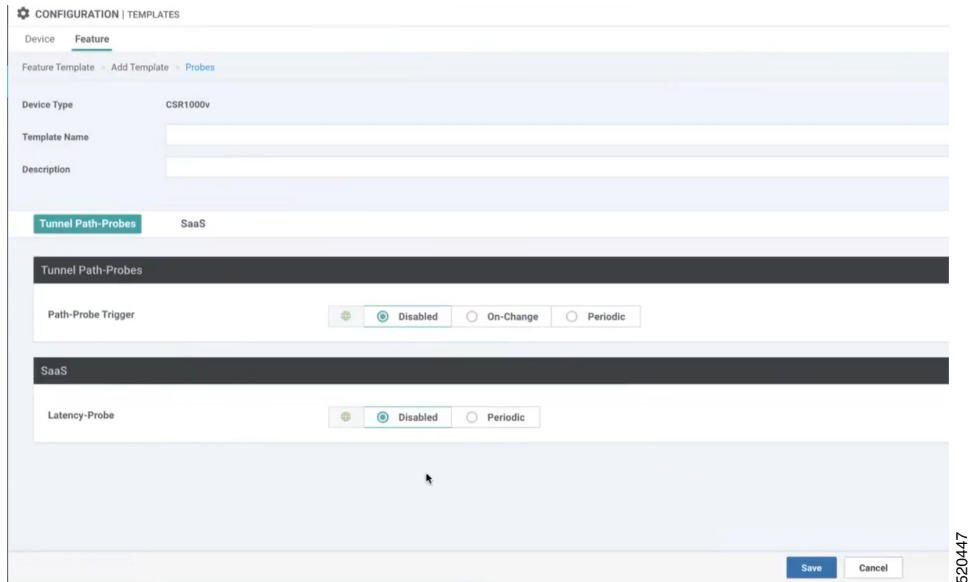 CONFIGURATION | TEMPLATES
Device Feature
Feature Template Add Template Probes
Device Type CSR1000v
Template Name
Description
Tunnel Path-Probes SaaS
Tunnel Path-Probes
Path-Probe Trigger Disabled On-Change Periodic
SaaS
Latency-Probe Disabled Periodic
Save Cancel
520447